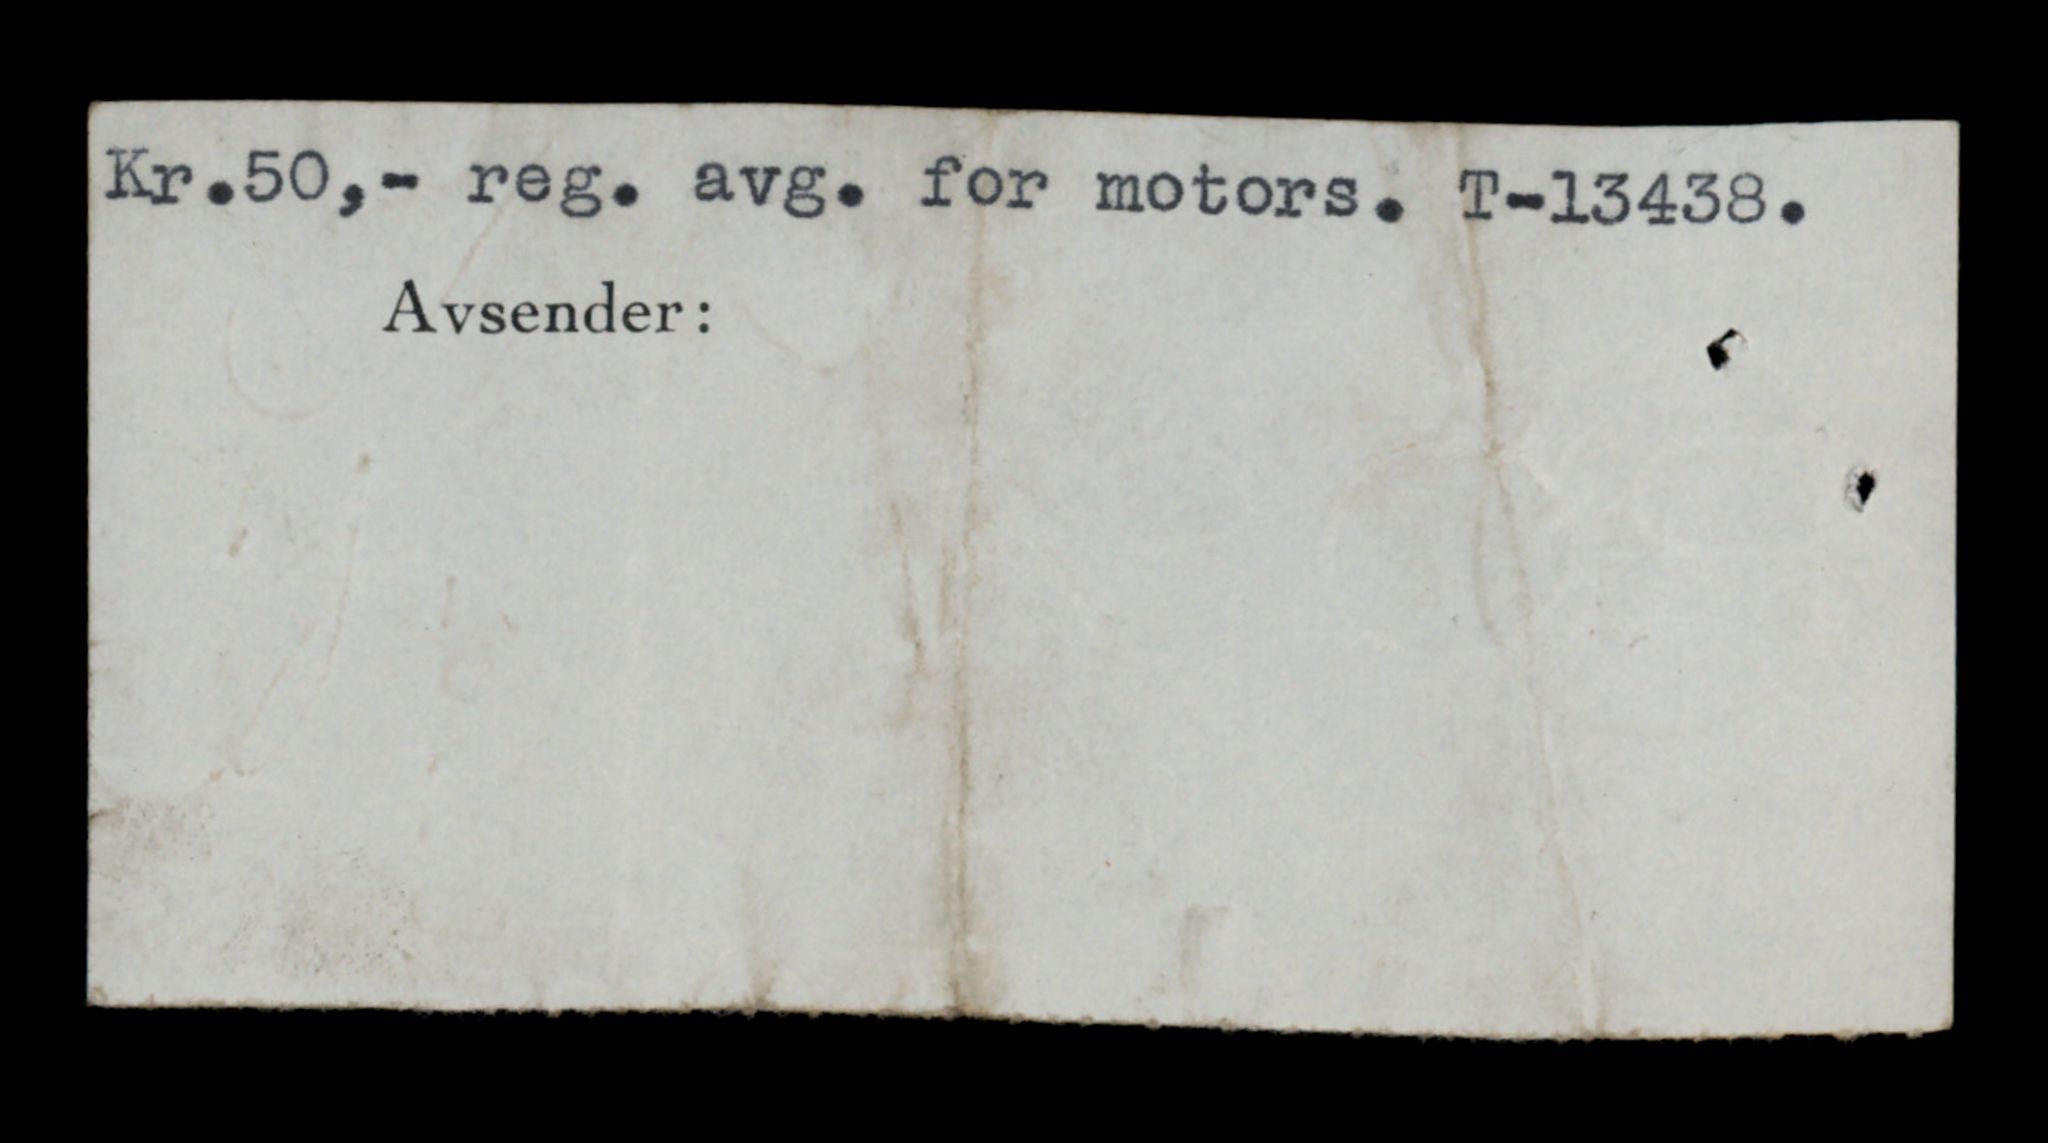 Kr.50,- reg. avg. for motors. T-13438.
Avsender: